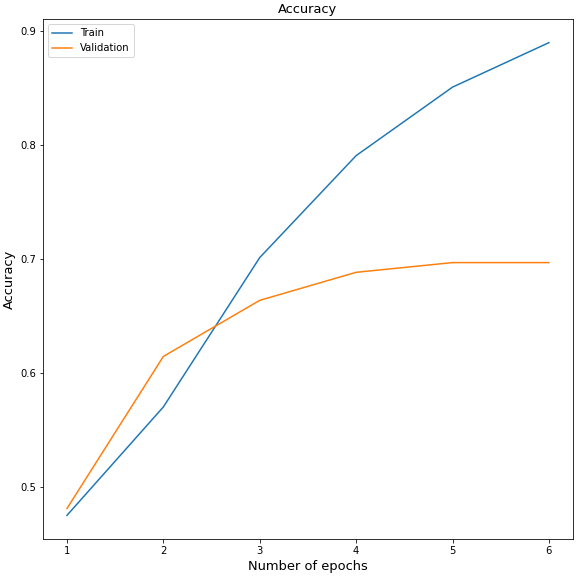 Accuracy
Train
Validation
0.9
0.8
0.7
0.6
0.5
Accuracy
1 2 3 4 5 6
Number of epochs